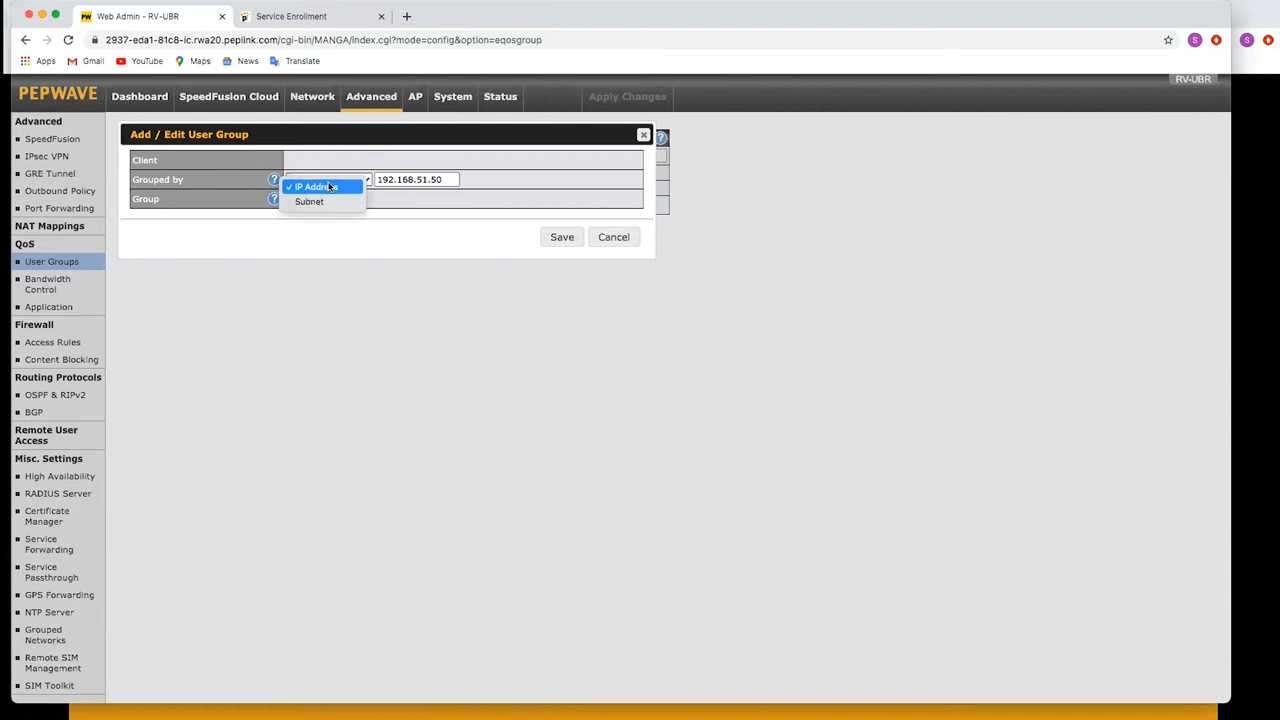 Web Admin - RV-UBR
Service Enrollment
2937-eda1-81c8-ic.rwa20.peplink.com/cgi-bin/MANGA/index.cgi?mode=config&option=eqosgroup
S
S
Apps Gmail YouTube Maps News Translate
RV-UBR
PEPWAVE Dashboard SpeedFusion Cloud Network Advanced AP System Status Apply Changes
Advanced
SpeedFusion
IPsec VPN
GRE Tunnel
Outbound Policy
Port Forwarding
NAT Mappings
QoS
User Groups
Bandwidth
Control
Application
Firewall
Access Rules
Content Blocking
Routing Protocols
OSPF & RIPv2
BGP
Remote User
Access
Misc. Settings
High Availability
RADIUS Server
Certificate
Manager
Service
Forwarding
Service
Passthrough
GPS Forwarding
NTP Server
Grouped
Networks
Remote SIM
Management
SIM Toolkit
Add / Edit User Group
Client
Grouped by
192.168.51.50
✓ IP Address
Subnet
Group
Save Cancel